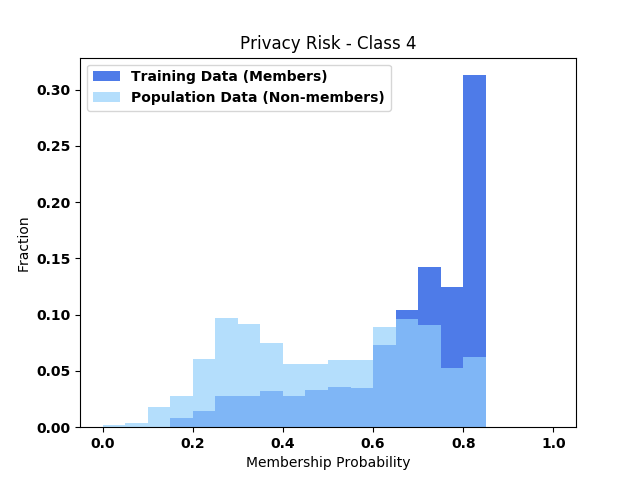 Privacy Risk - Class 4
Training Data (Members)
Population Data (Non-members)
Fraction
0.30
0.25
0.20
0.15
0.10
0.05
0.00
0.0 0.2 0.4 0.6 0.8 1.0
Membership Probability